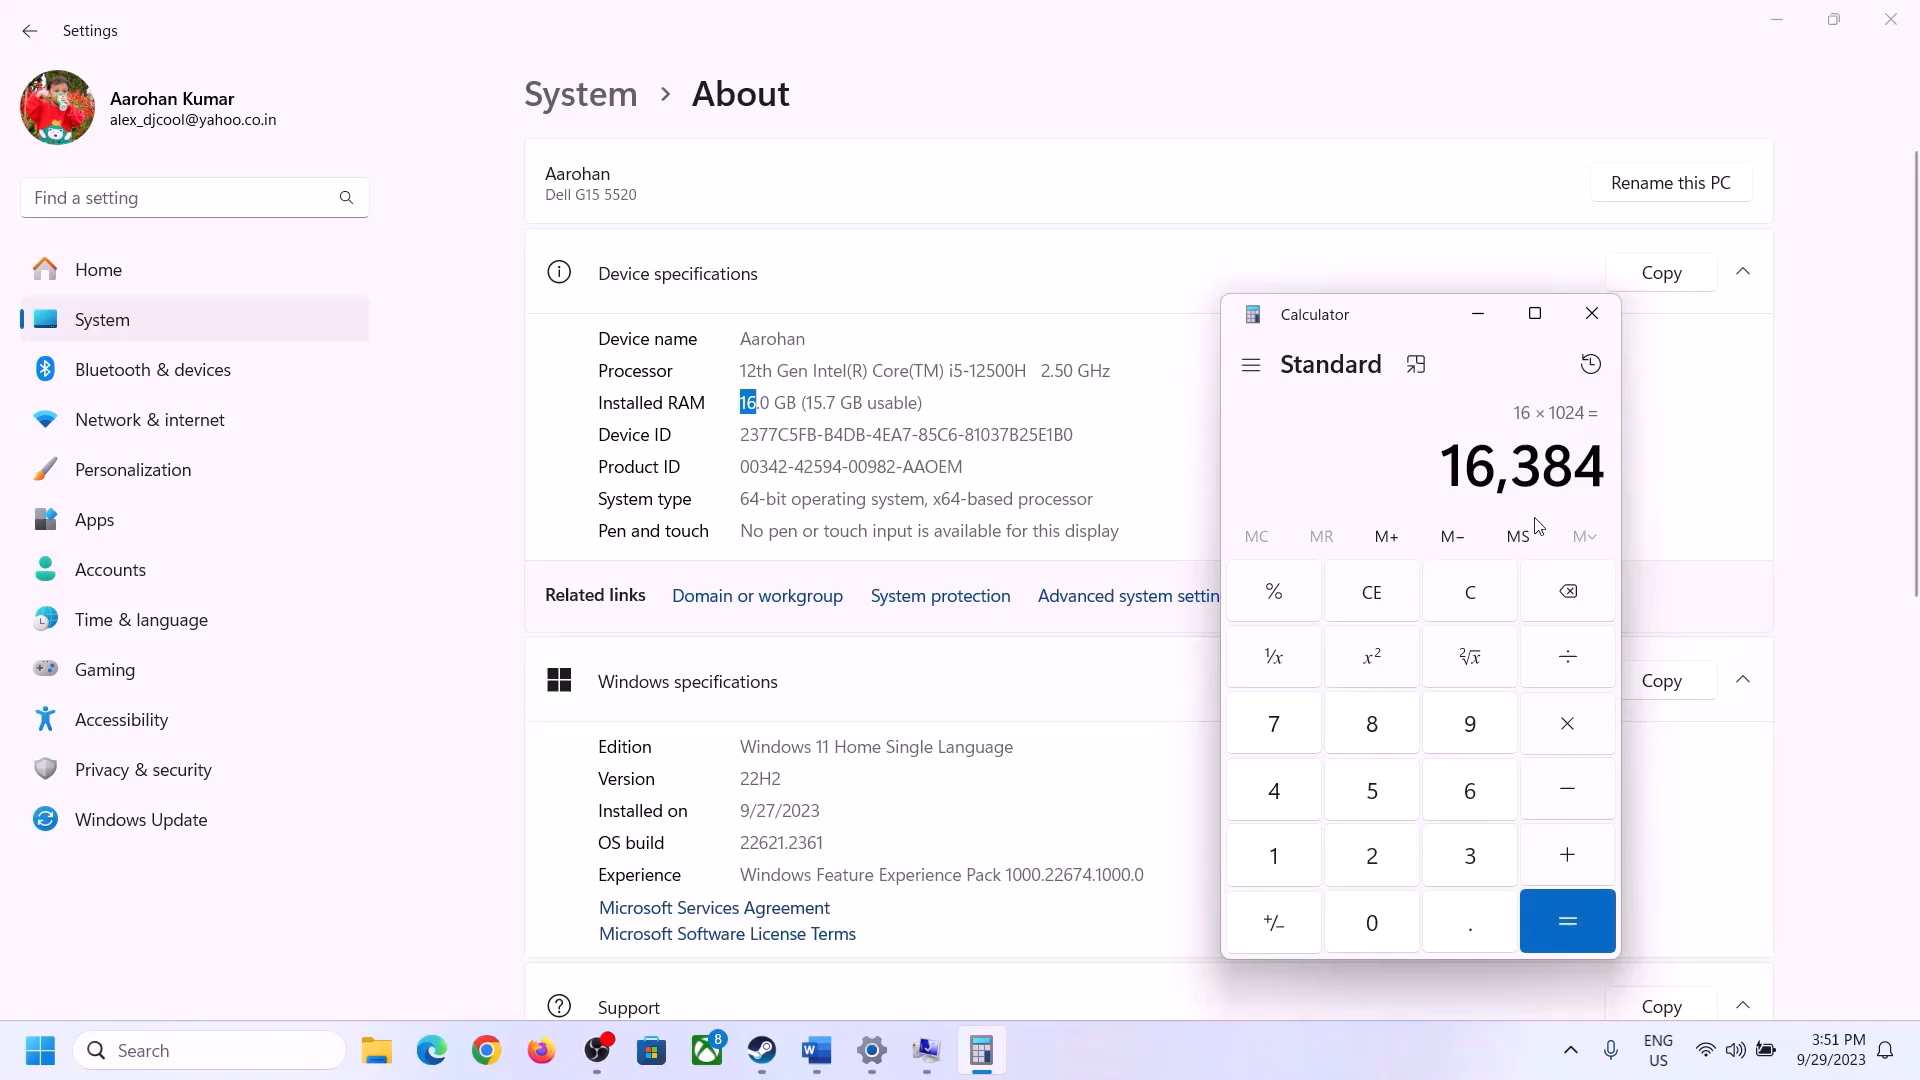 Settings
Aarohan Kumar
alex_djcool@yahoo.co.in
Find a setting
Home
System
Bluetooth & devices
Network & internet
Personalization
Apps
Accounts
Time & language
Gaming
Accessibility
Privacy & security
Windows Update
System > About
Aarohan
Dell G15 5520
Rename this PC
Device specifications
Copy
Device name Aarohan
Processor 12th Gen Intel(R) Core(TM) i5-12500H 2.50 GHz
Installed RAM 16.0 GB (15.7 GB usable)
Device ID 2377C5FB-B4DB-4EA7-85C6-81037B25E1B0
Product ID 00342-42594-00982-AAOEM
System type 64-bit operating system, x64-based processor
Pen and touch No pen or touch input is available for this display
Related links Domain or workgroup System protection Advanced system settin
Windows specifications
Copy
Edition Windows 11 Home Single Language
Version 22H2
Installed on 9/27/2023
OS build 22621.2361
Experience Windows Feature Experience Pack 1000.22674.1000.0
Microsoft Services Agreement
Microsoft Software License Terms
Support
Copy
Calculator
Standard
16 × 1024 =
16,384
MC MR M+ M− MS M
% CE C
¹/x x² ²√x ÷
7 8 9 ×
4 5 6 −
1 2 3 +
+/− 0 . =
Search
8
W
ENG
US
3:51 PM
9/29/2023